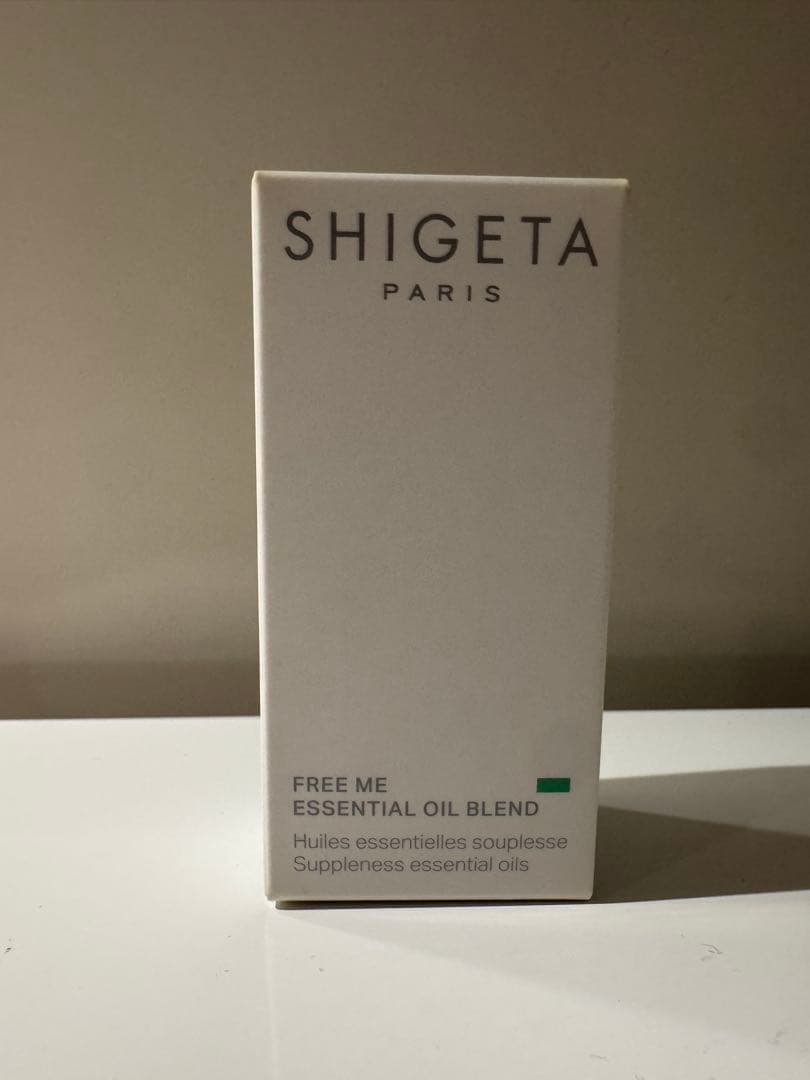 SHIGETA
PARIS
FREE ME
ESSENTIAL OIL BLEND
Huiles essentielles souplesse
Suppleness essential oils